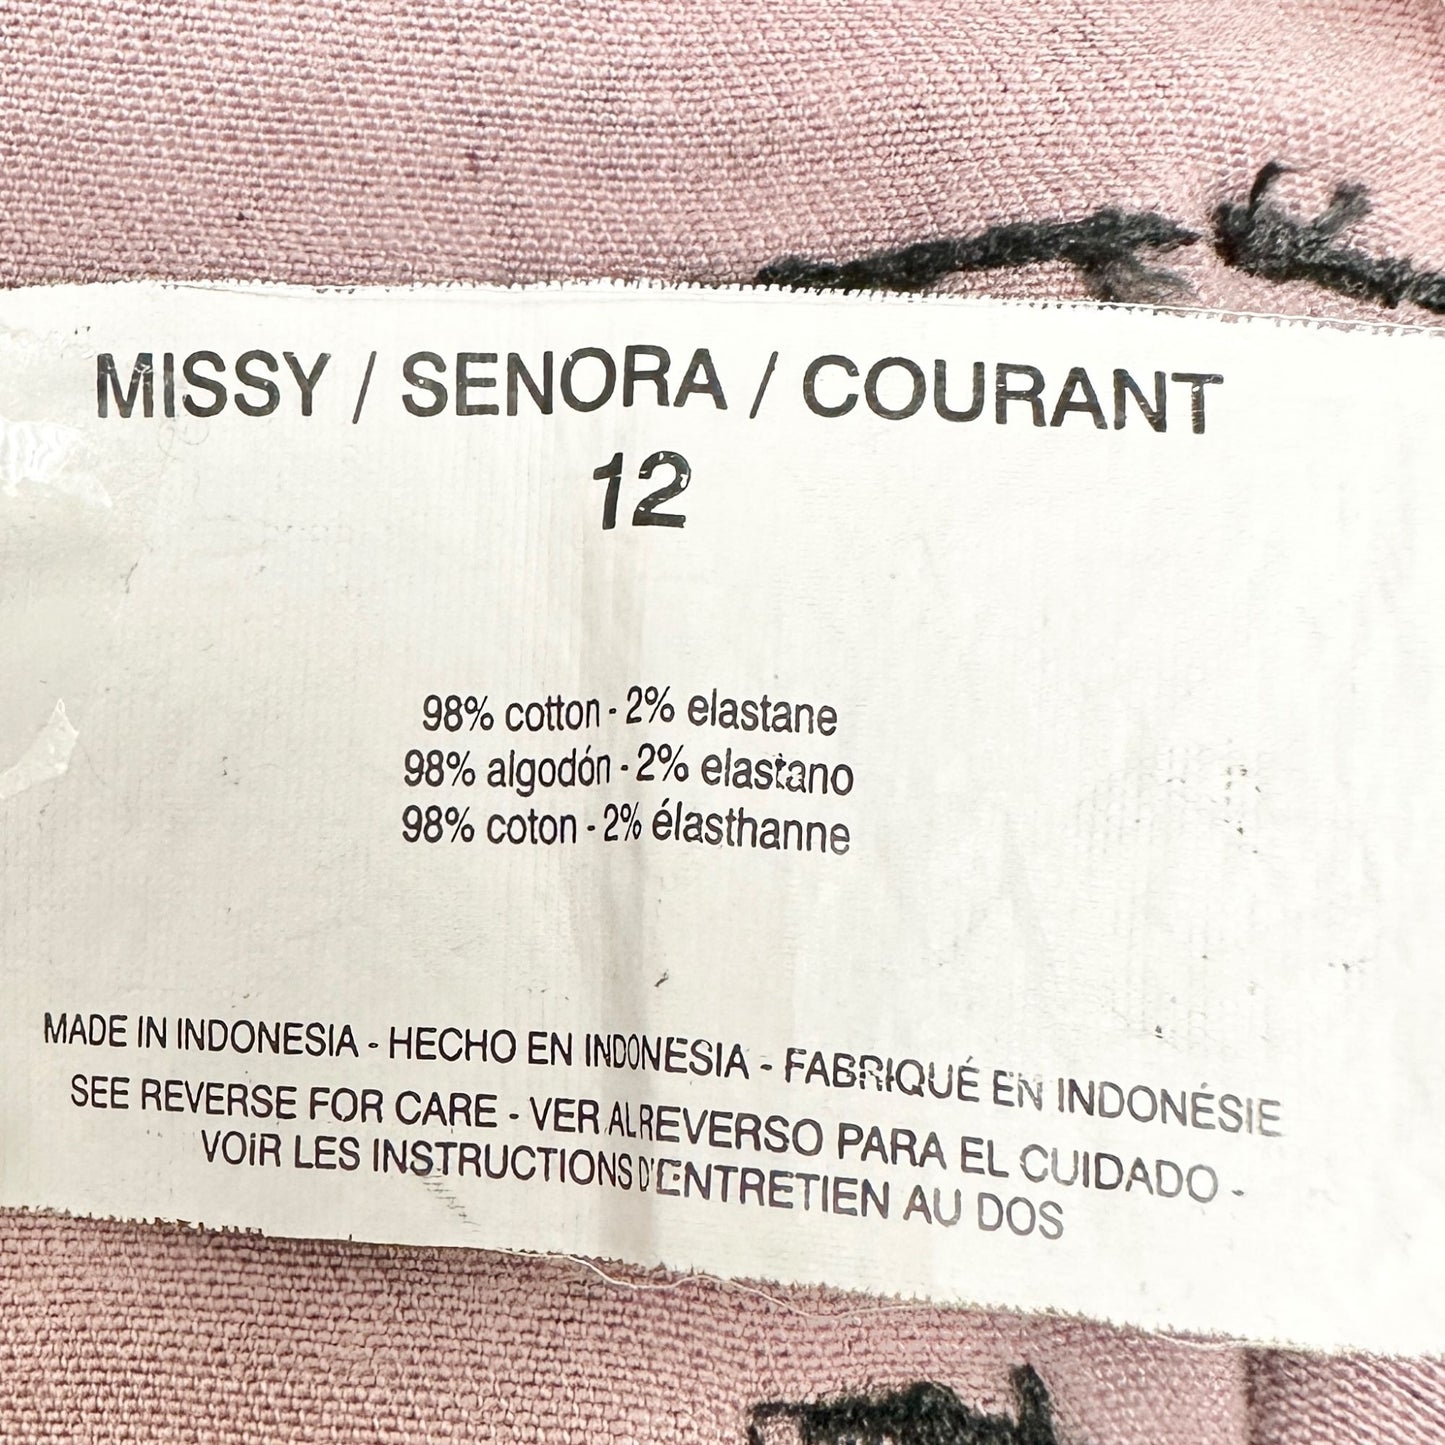 MISSY / SENORA / COURANT
12
98% cotton - 2% elastane
98% algodón - 2% elastano
98% coton - 2% élasthanne
MADE IN INDONESIA - HECHO EN INDONESIA - FABRIQUÉ EN INDONÉSIE
SEE REVERSE FOR CARE - VER AL REVERSO PARA EL CUIDADO -
VOIR LES INSTRUCTIONS D'ENTRETIEN AU DOS